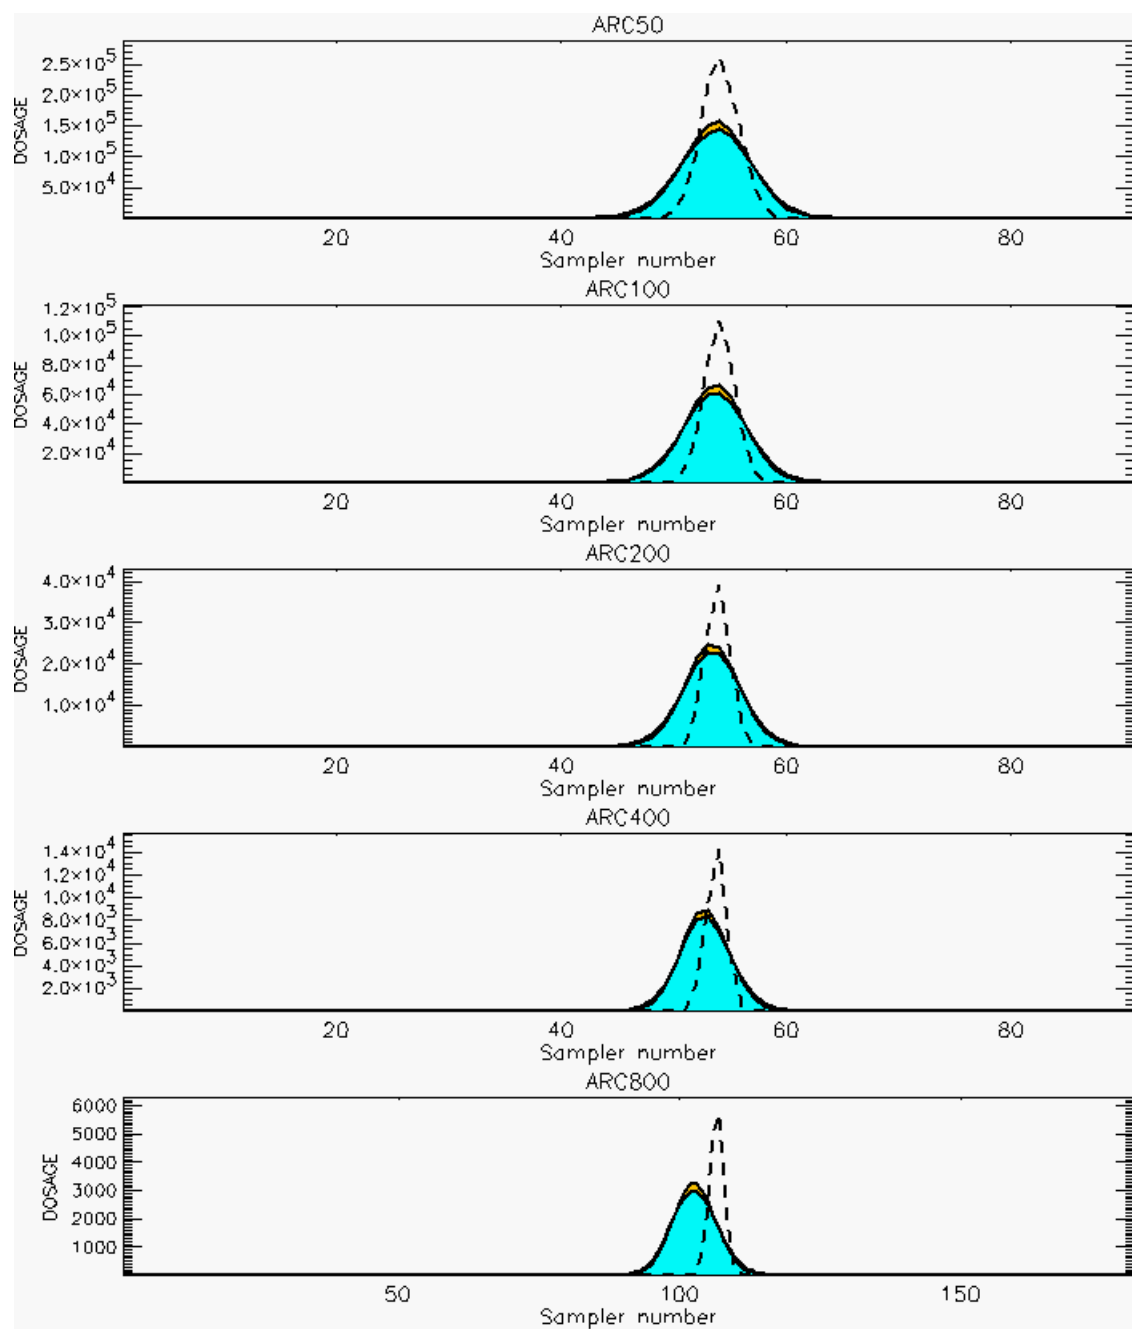 ARC50
2.5×10^5
2.0×10^5
1.5×10^5
1.0×10^5
5.0×10^4
DOSAGE
20 40 60 80
Sampler number
ARC100
1.2×10^5
1.0×10^5
8.0×10^4
6.0×10^4
4.0×10^4
2.0×10^4
DOSAGE
20 40 60 80
Sampler number
ARC200
4.0×10^4
3.0×10^4
2.0×10^4
1.0×10^4
DOSAGE
20 40 60 80
Sampler number
ARC400
1.4×10^4
1.2×10^4
1.0×10^4
8.0×10^3
6.0×10^3
4.0×10^3
2.0×10^3
DOSAGE
20 40 60 80
Sampler number
ARC800
6000
5000
4000
3000
2000
1000
DOSAGE
50 100 150
Sampler number